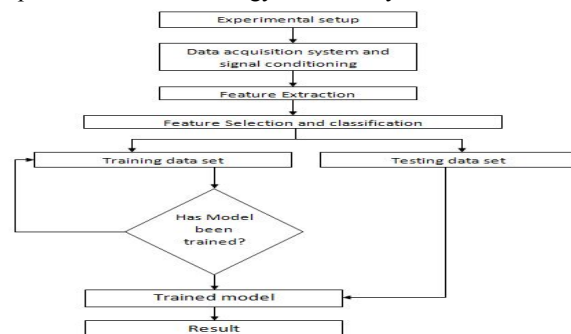 Experimental setup
Data acquisition system and
signal conditioning
Feature Extraction
Feature Selection and classification
Training data set
Testing data set
Has Model
been
trained?
Trained model
Result